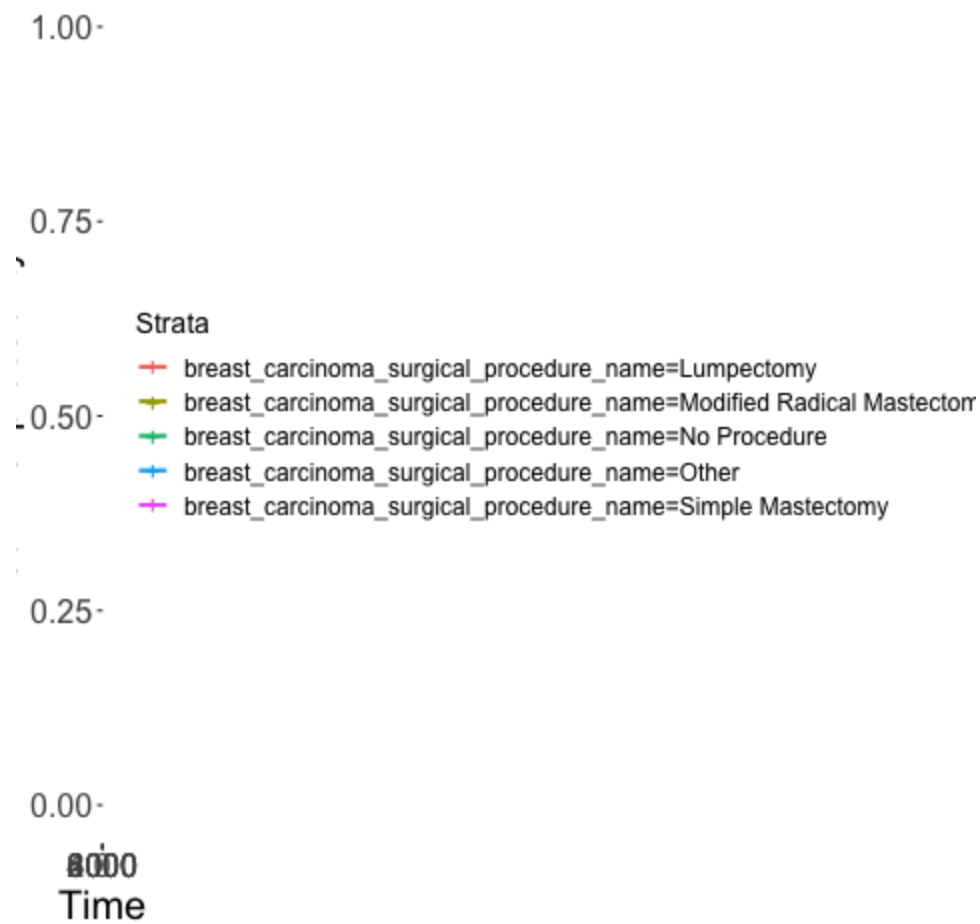 1.00
0.75
Strata
breast_carcinoma_surgical_procedure_name=Lumpectomy
breast_carcinoma_surgical_procedure_name=Modified Radical Mastectom
0.50
breast_carcinoma_surgical_procedure_name=No Procedure
breast_carcinoma_surgical_procedure_name=Other
breast_carcinoma_surgical_procedure_name=Simple Mastectomy
0.25
0.00
Time